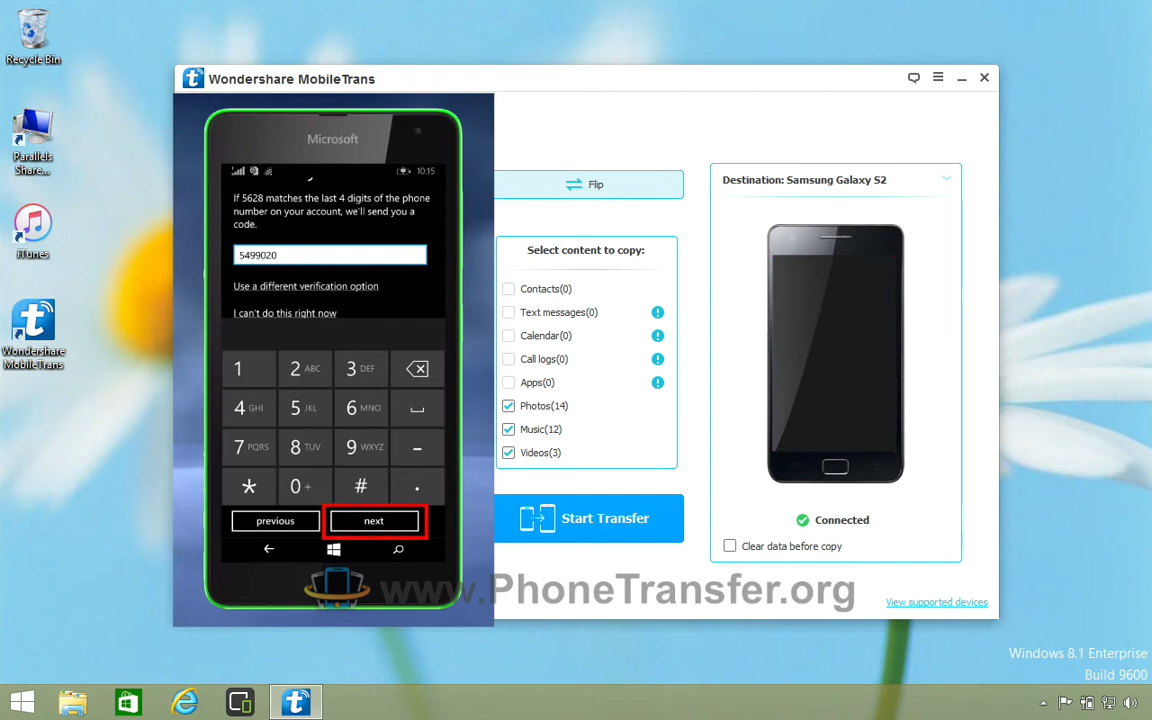 Recycle Bin
Parallels
Share...
iTunes
Wondershare
MobileTrans
Wondershare MobileTrans
Microsoft
10:15
If 5628 matches the last 4 digits of the phone
number on your account, we'll send you a
code.
5499020
Use a different verification option
I can't do this right now
1
2 ABC
3 DEF
4 GHI
5 JKL
6 MNO
7 PQRS
8 TUV
9 WXYZ
-
*
0 +
#
.
previous
next
Flip
Select content to copy:
Contacts(0)
Text messages(0)
Calendar(0)
Call logs(0)
Apps(0)
Photos(14)
Music(12)
Videos(3)
Start Transfer
Destination: Samsung Galaxy S2
Connected
Clear data before copy
www.PhoneTransfer.org
View supported devices
Windows 8.1 Enterprise
Build 9600